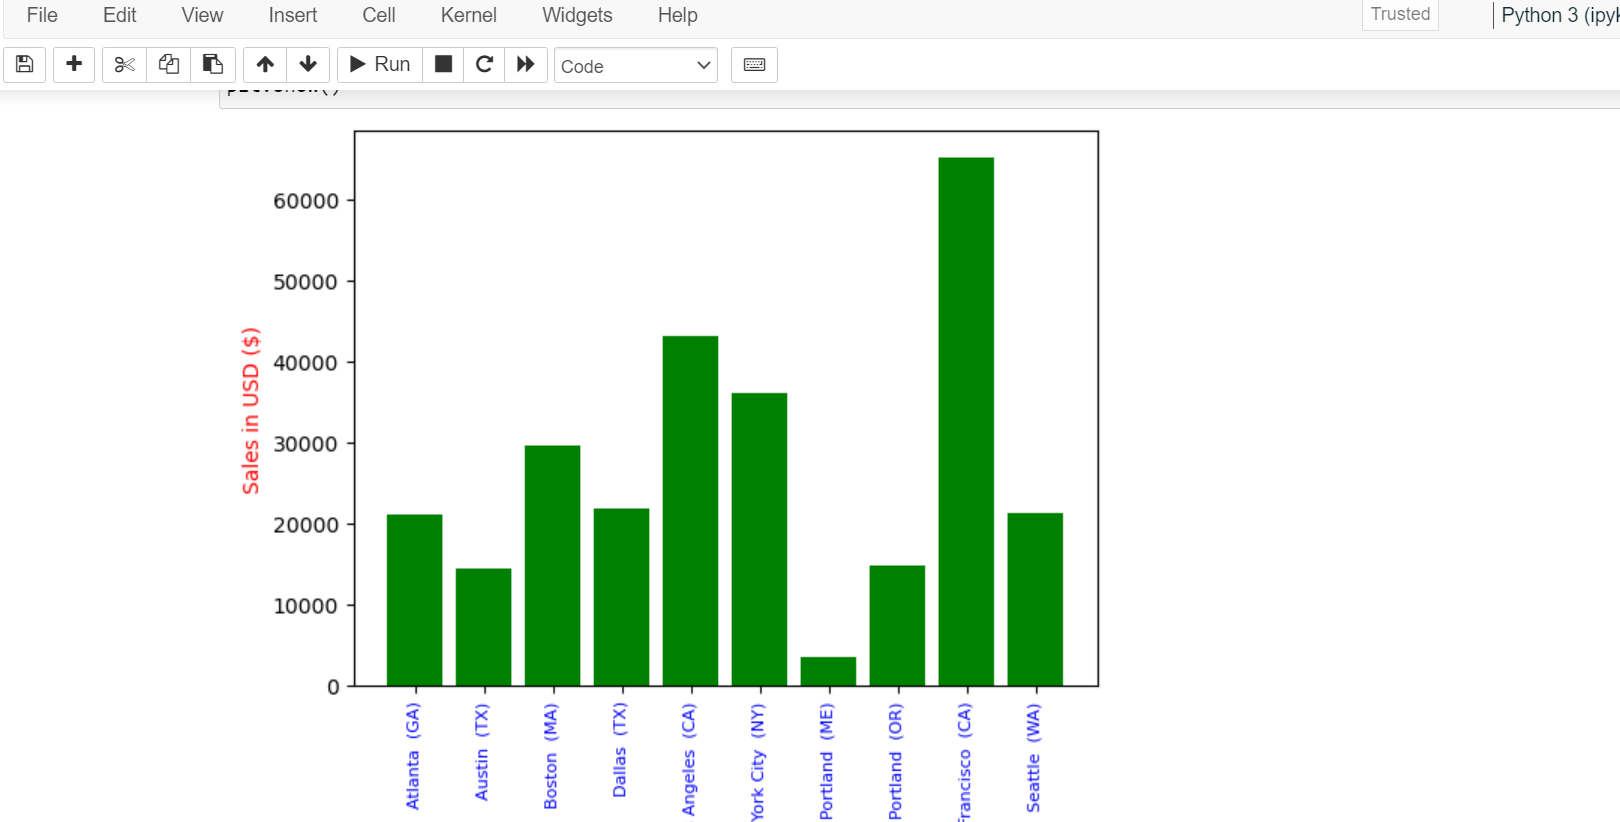 File Edit View Insert Cell Kernel Widgets Help
Trusted
Python 3 (ipyk
Run
Code
60000
50000
40000
30000
20000
10000
0
Sales in USD ($)
Atlanta (GA)
Austin (TX)
Boston (MA)
Dallas (TX)
Angeles (CA)
York City (NY)
Portland (ME)
Portland (OR)
Francisco (CA)
Seattle (WA)